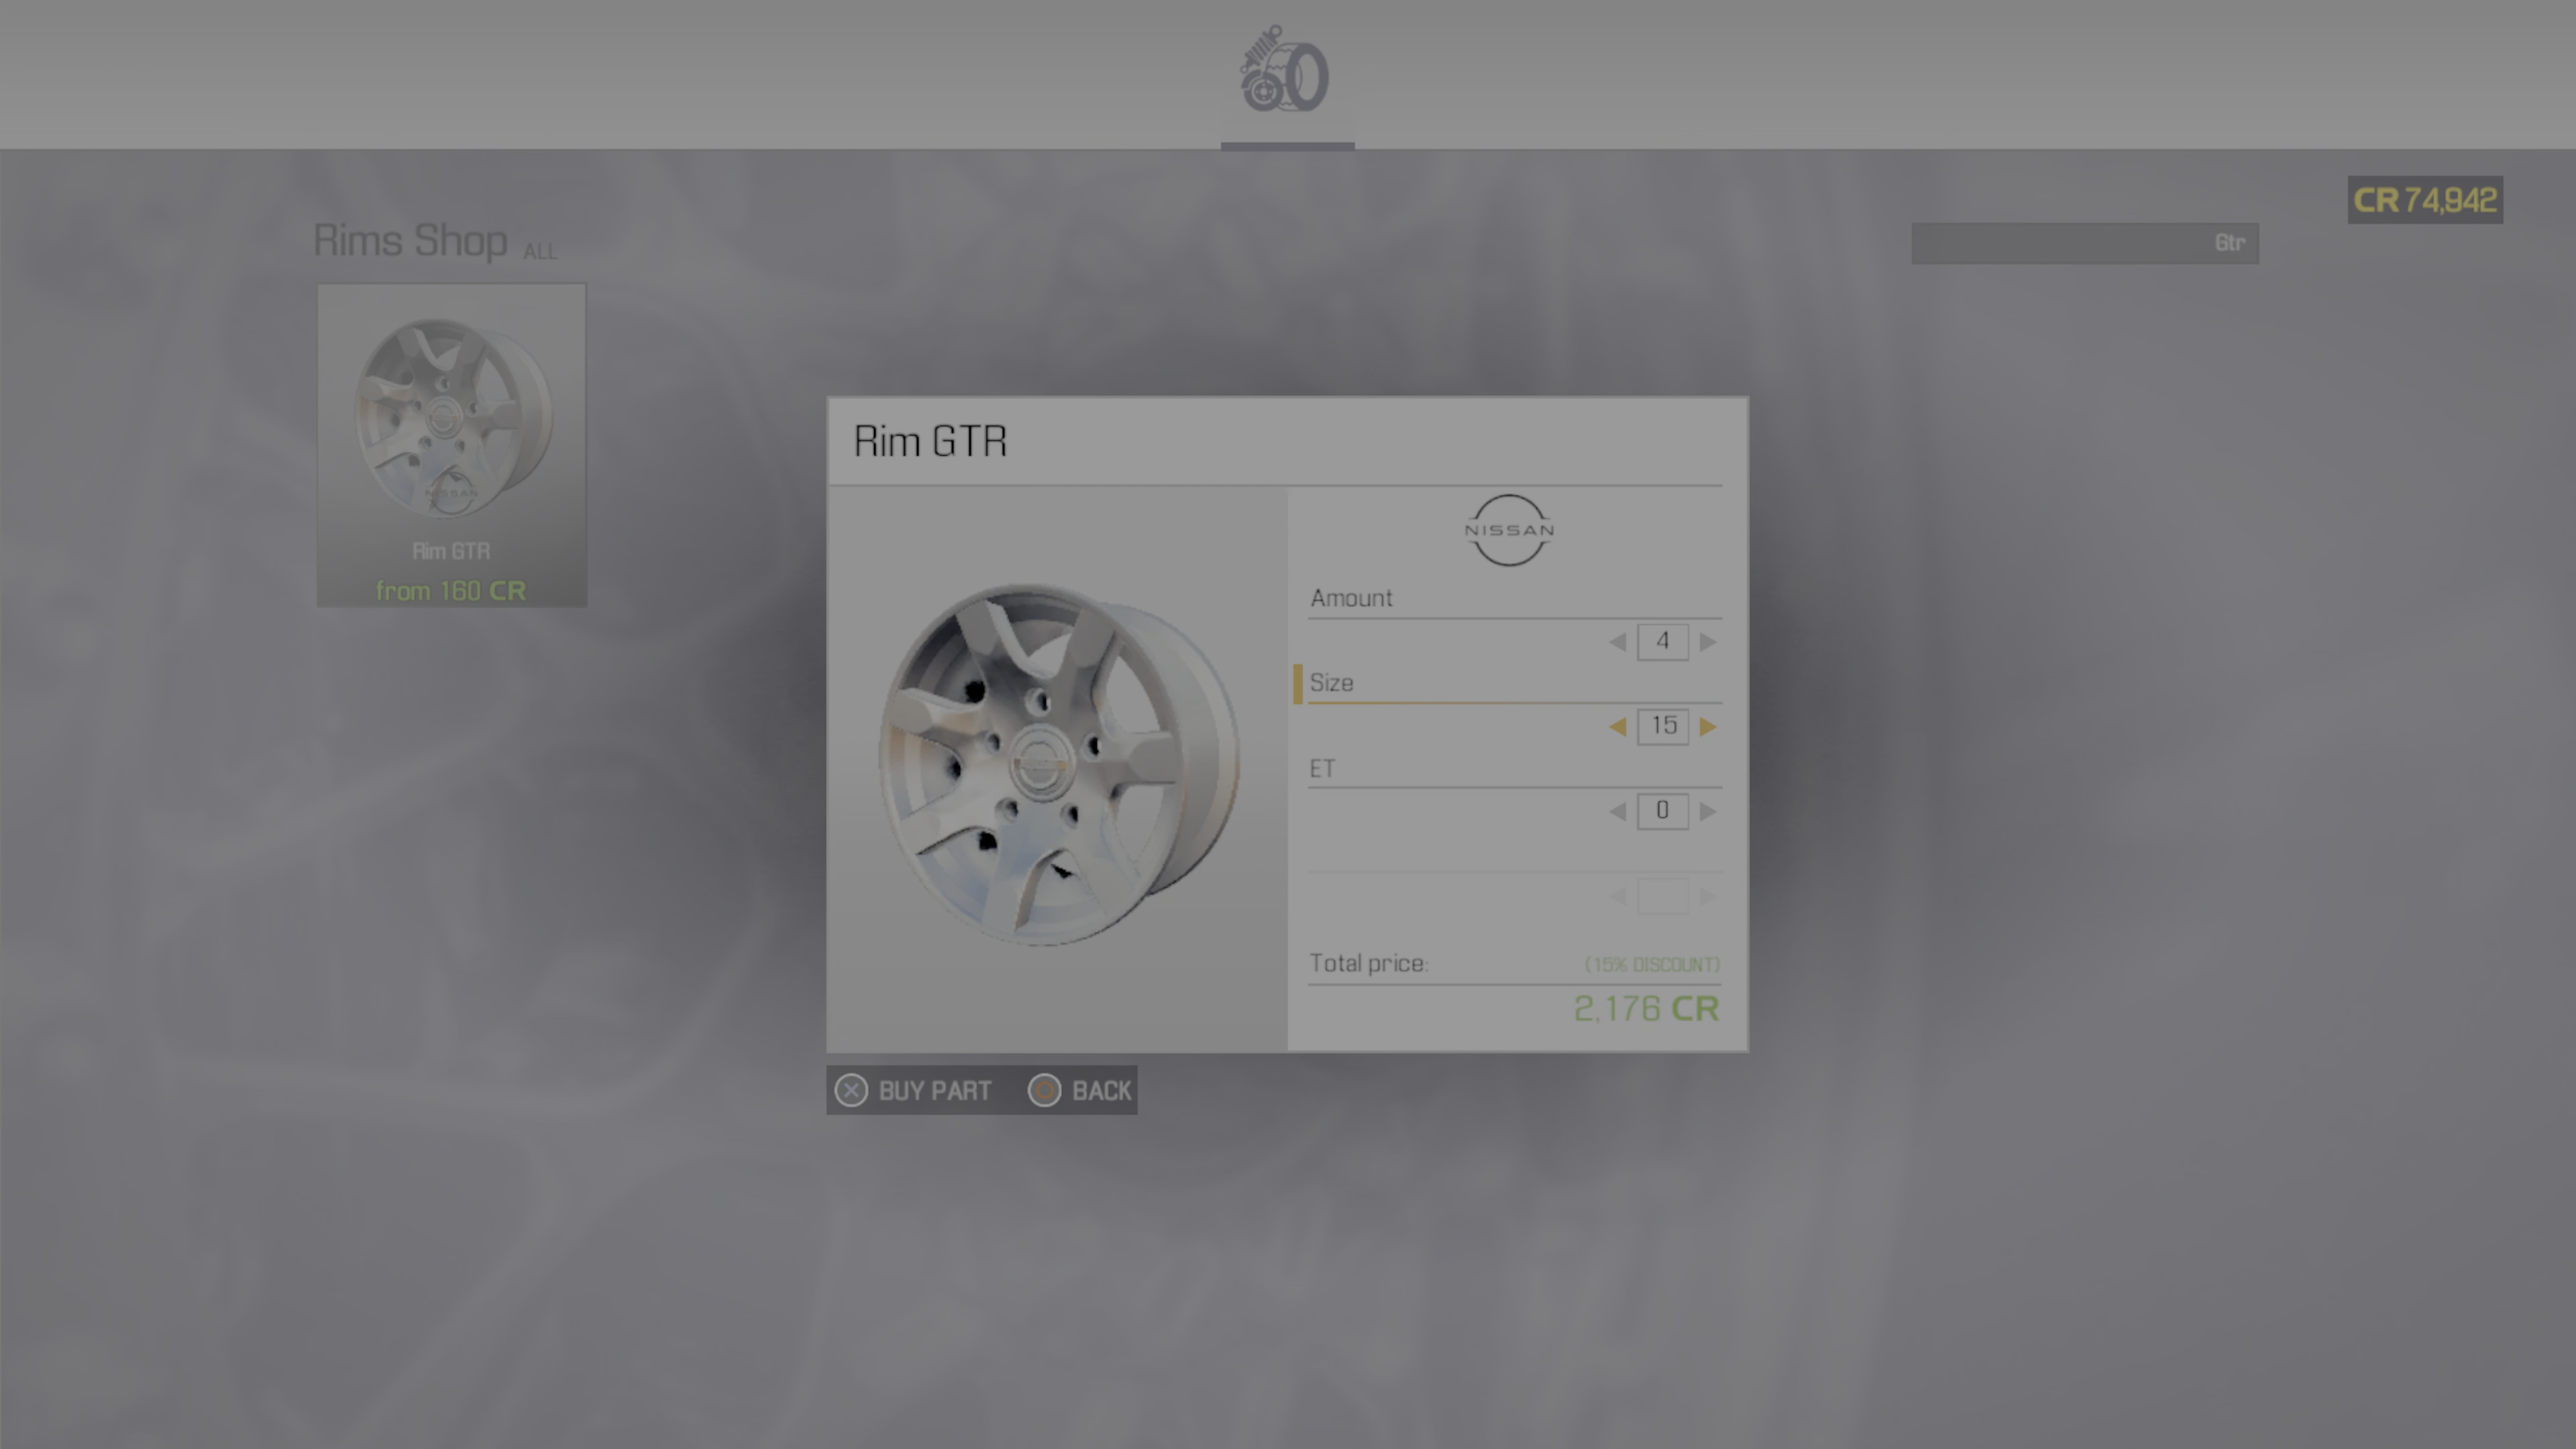 CR 74,942
Rims Shop ALL
Gtr
NISSAN
Rim GTR
from 160 CR
Rim GTR
NISSAN
Amount
4
Size
15
ET
0
Total price: (15% DISCOUNT)
2,176 CR
BUY PART BACK